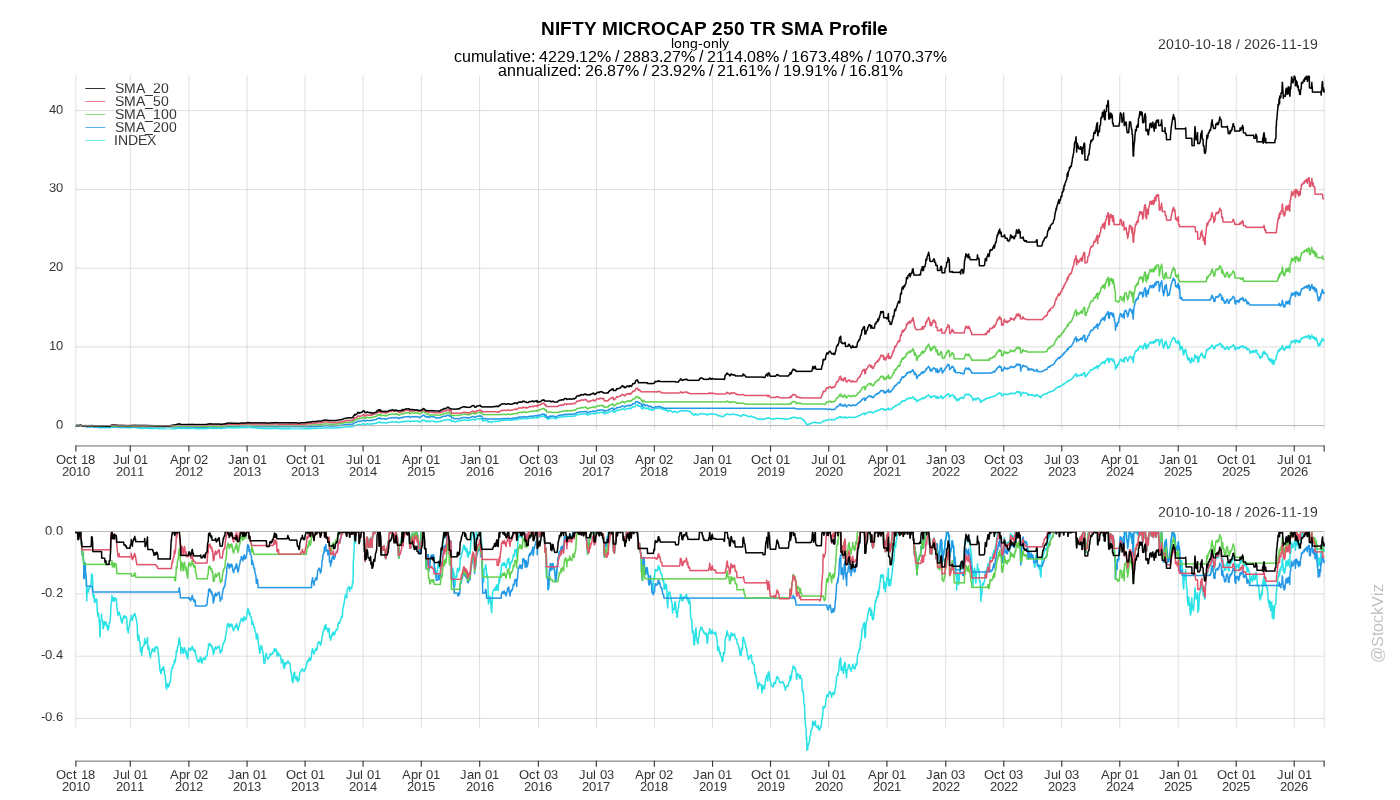 NIFTY MICROCAP 250 TR SMA Profile
long-only
2010-10-18 / 2026-11-19
cumulative: 4229.12% / 2883.27% / 2114.08% / 1673.48% / 1070.37%
annualized: 26.87% / 23.92% / 21.61% / 19.91% / 16.81%
SMA_20
SMA_50
SMA_100
SMA_200
INDEX
40
30
20
10
0
Oct 18 Jul 01 Apr 02 Jan 01 Oct 01 Jul 01 Apr 01 Jan 01 Oct 03 Jul 03 Apr 02 Jan 01 Oct 01 Jul 01 Apr 01 Jan 03 Oct 03 Jul 03 Apr 01 Jan 01 Oct 01 Jul 01
2010 2011 2012 2013 2013 2014 2015 2016 2016 2017 2018 2019 2019 2020 2021 2022 2022 2023 2024 2025 2025 2026
2010-10-18 / 2026-11-19
0.0
-0.2
-0.4
-0.6
Oct 18 Jul 01 Apr 02 Jan 01 Oct 01 Jul 01 Apr 01 Jan 01 Oct 03 Jul 03 Apr 02 Jan 01 Oct 01 Jul 01 Apr 01 Jan 03 Oct 03 Jul 03 Apr 01 Jan 01 Oct 01 Jul 01
2010 2011 2012 2013 2013 2014 2015 2016 2016 2017 2018 2019 2019 2020 2021 2022 2022 2023 2024 2025 2025 2026
@StockViz